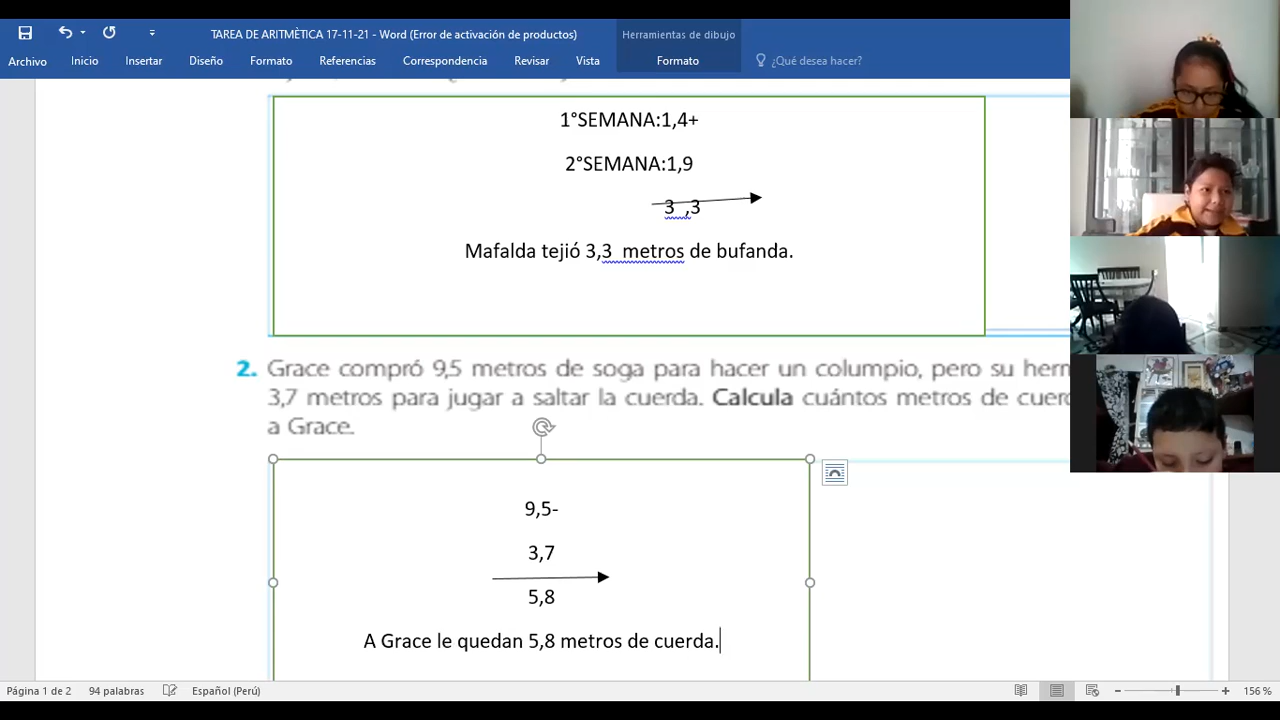 TAREA DE ARITMÈTICA 17-11-21 - Word (Error de activación de productos)
Herramientas de dibujo
Archivo Inicio Insertar Diseño Formato Referencias Correspondencia Revisar Vista Formato ¿Qué desea hacer?
1°SEMANA:1,4+
2°SEMANA:1,9
3 ,3
Mafalda tejió 3,3 metros de bufanda.
2. Grace compró 9,5 metros de soga para hacer un columpio, pero su
3,7 metros para jugar a saltar la cuerda. Calcula cuántos metros de
a Grace.
9,5-
3,7
5,8
A Grace le quedan 5,8 metros de cuerda.
Página 1 de 2 94 palabras Español (Perú) 156 %